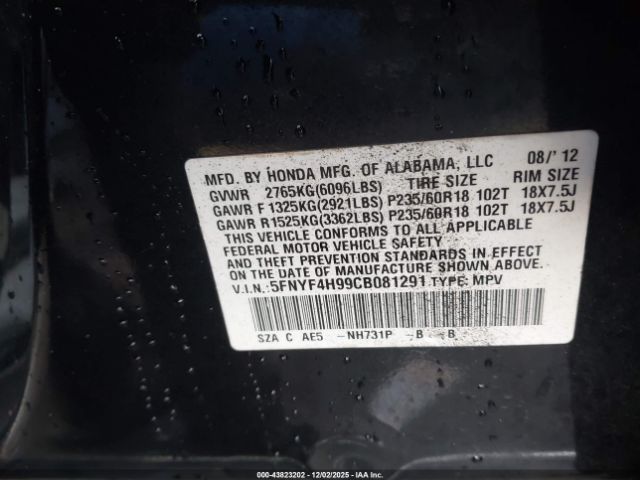 MFD. BY HONDA MFG. OF ALABAMA, LLC 08/'12
GVWR 2765KG(6096LBS) TIRE SIZE RIM SIZE
GAWR F 1325KG(2921LBS) P235/60R18 102T 18X7.5J
GAWR R1525KG(3362LBS) P235/60R18 102T 18X7.5J
THIS VEHICLE CONFORMS TO ALL APPLICABLE
FEDERAL MOTOR VEHICLE SAFETY
AND THEFT PREVENTION STANDARDS IN EFFECT
ON THE DATE OF MANUFACTURE SHOWN ABOVE.
V.I.N.: 5FNYF4H99CB081291 TYPE: MPV
SZA C AE5 -NH731P -B -B
000-43823202 - 12/02/2025 - IAAI.COM